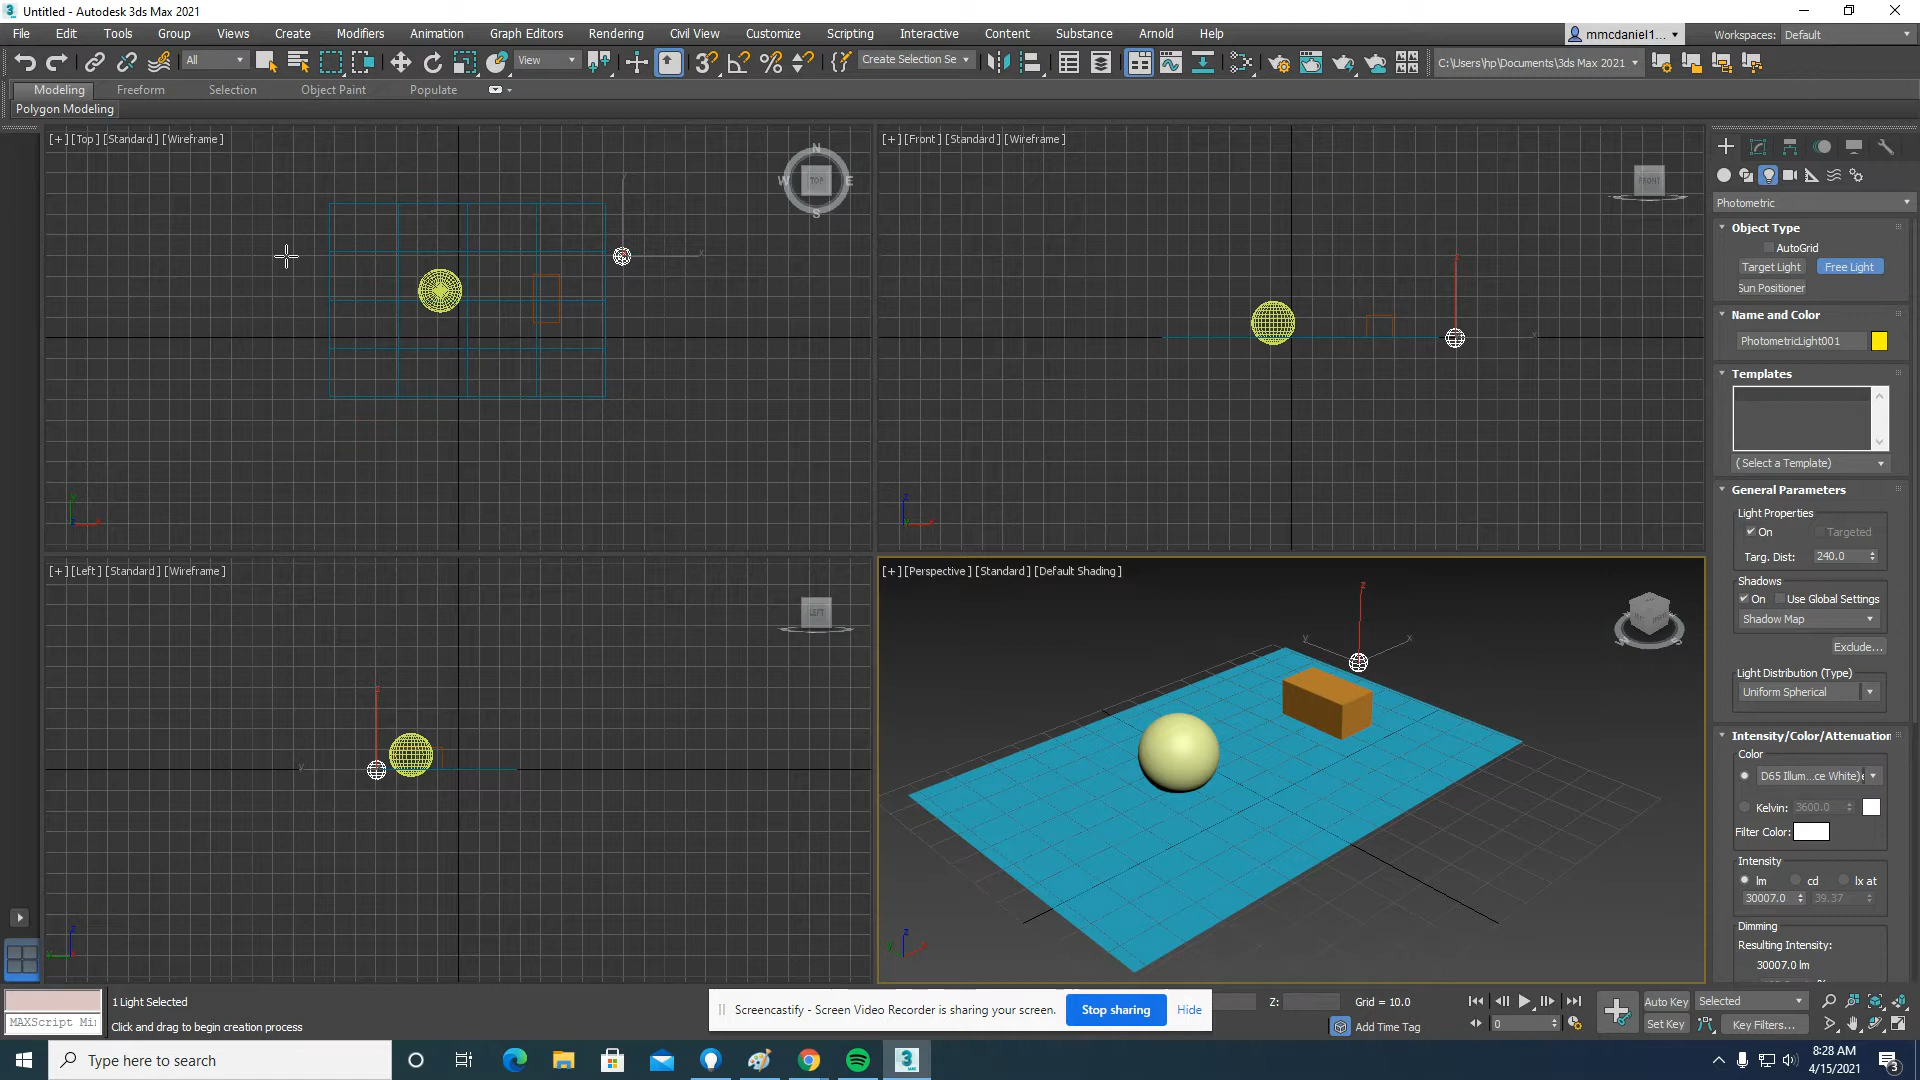 Untitled - Autodesk 3ds Max 2021
File Edit Tools Group Views Create Modifiers Animation Graph Editors Rendering Civil View Customize Scripting Interactive Content Substance Arnold Help
mmcdaniel1... Workspaces: Default
All View Create Selection Se C:\Users\hp\Documents\3ds Max 2021
Modeling Freeform Selection Object Paint Populate
Polygon Modeling
[+] [Top] [Standard] [Wireframe]
N
W TOP E
S
[+] [Front] [Standard] [Wireframe]
FRONT
[+] [Left] [Standard] [Wireframe]
LEFT
[+] [Perspective] [Standard] [Default Shading]
Photometric
Object Type
AutoGrid
Target Light Free Light
Sun Positioner
Name and Color
PhotometricLight001
Templates
(Select a Template)
General Parameters
Light Properties
On Targeted
Targ. Dist: 240.0
Shadows
On Use Global Settings
Shadow Map
Exclude...
Light Distribution (Type)
Uniform Spherical
Intensity/Color/Attenuation
Color
D65 Illum...ce White)
Kelvin: 3600.0
Filter Color:
Intensity
lm cd lx at
30007.0 39.37
Dimming
Resulting Intensity:
30007.0 lm
%
1 Light Selected
MAXScript Mi
Click and drag to begin creation process
Screencastify - Screen Video Recorder is sharing your screen. Stop sharing Hide
Z: Grid = 10.0
Add Time Tag
0
Auto Key Selected
Set Key Key Filters...
Type here to search
8:28 AM
4/15/2021
3